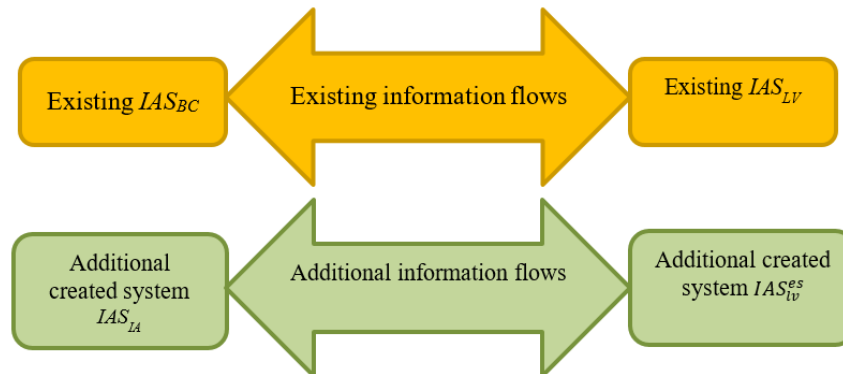 Existing IAS_BC
Existing information flows
Existing IAS_LV
Additional
created system
IAS_IA
Additional information flows
Additional created
system IAS_lv^es